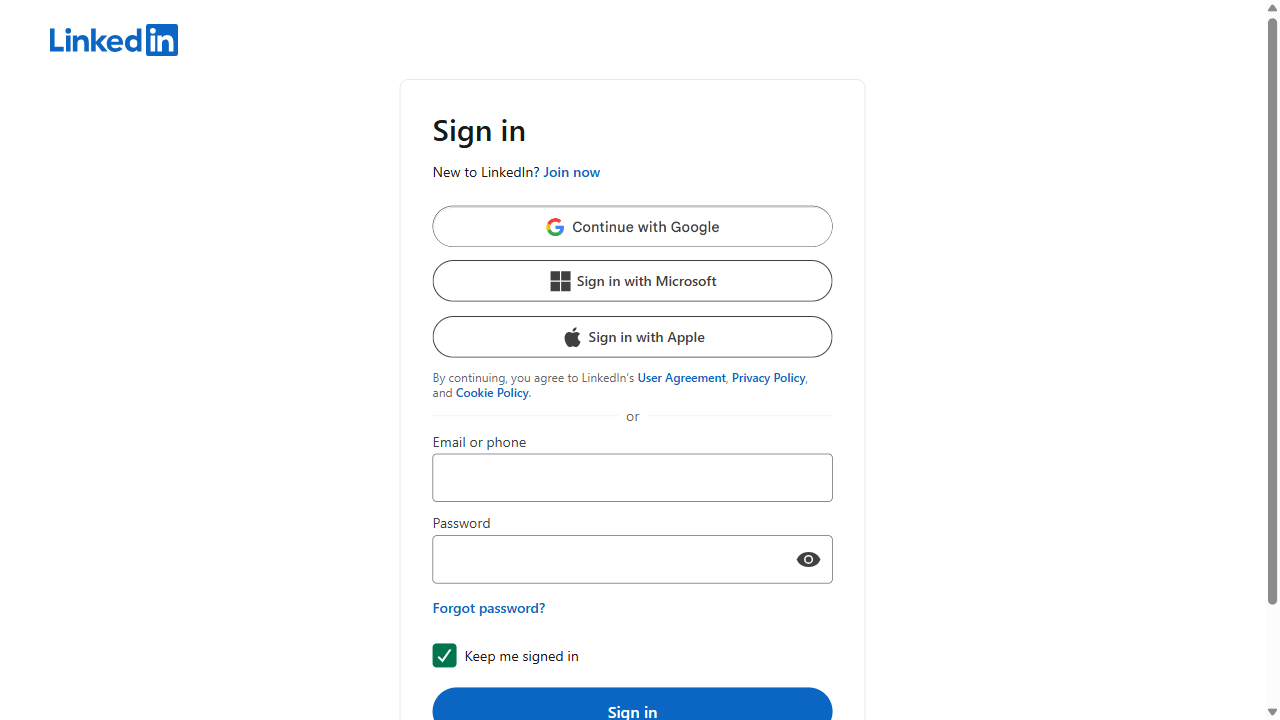 LinkedIn
Sign in
New to LinkedIn? Join now
Continue with Google
Sign in with Microsoft
Sign in with Apple
By continuing, you agree to LinkedIn's User Agreement, Privacy Policy,
and Cookie Policy.
or
Email or phone
Password
Forgot password?
Keep me signed in
Sign in